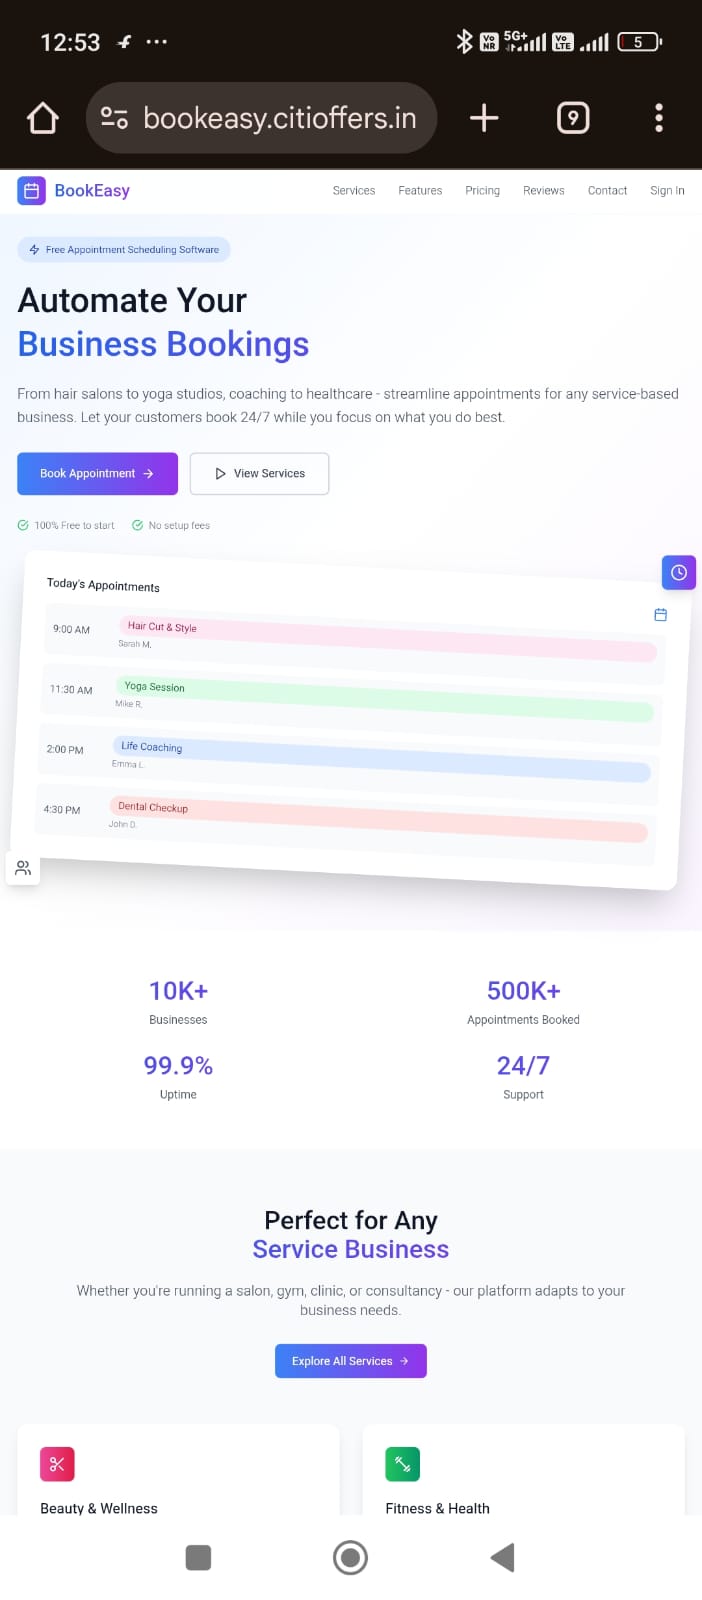 12:53
Vo NR
5G+
Vo LTE
5
bookeasy.citioffers.in
9
BookEasy
Services Features Pricing Reviews Contact Sign In
Free Appointment Scheduling Software
Automate Your
Business Bookings
From hair salons to yoga studios, coaching to healthcare - streamline appointments for any service-based
business. Let your customers book 24/7 while you focus on what you do best.
Book Appointment
View Services
100% Free to start No setup fees
Today's Appointments
9:00 AM
Hair Cut & Style
Sarah M.
11:30 AM
Yoga Session
Mike R.
2:00 PM
Life Coaching
Emma L.
4:30 PM
Dental Checkup
John D.
10K+
Businesses
500K+
Appointments Booked
99.9%
Uptime
24/7
Support
Perfect for Any
Service Business
Whether you're running a salon, gym, clinic, or consultancy - our platform adapts to your
business needs.
Explore All Services
Beauty & Wellness
Fitness & Health